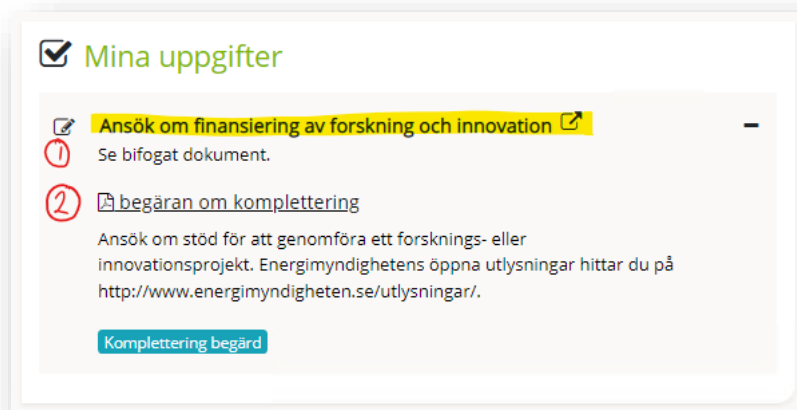 Mina uppgifter
Ansök om finansiering av forskning och innovation
1
Se bifogat dokument.
2
begäran om komplettering
Ansök om stöd för att genomföra ett forsknings- eller
innovationsprojekt. Energimyndighetens öppna utlysningar hittar du på
http://www.energimyndigheten.se/utlysningar/.
Komplettering begärd